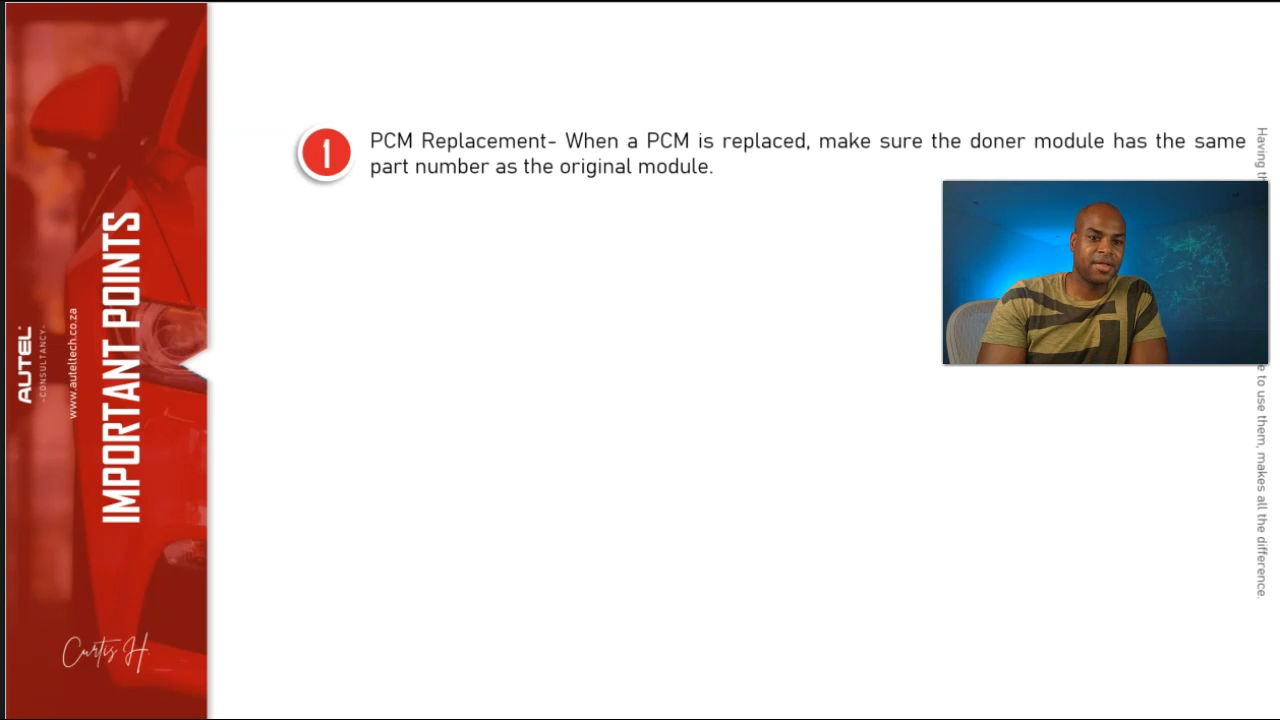 AUTEL
-CONSULTANCY-
www.auteltech.co.za
IMPORTANT POINTS
Curtis H.
1
PCM Replacement- When a PCM is replaced, make sure the doner module has the same
part number as the original module.
Having
to use them, makes all the difference.